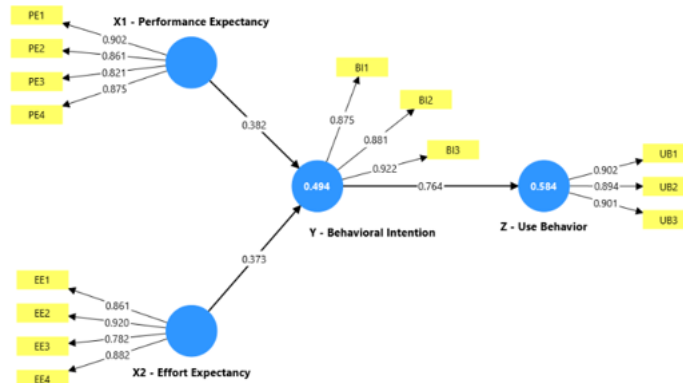 PE1
X1 - Performance Expectancy
0.902
PE2
0.861
PE3
0.821
0.875
PE4
BI1
BI2
BI3
0.875
0.881
0.922
0.382
0.494
0.764
0.584
Y - Behavioral Intention
Z - Use Behavior
UB1
0.902
0.894
UB2
0.901
UB3
0.373
EE1
0.861
EE2
0.920
EE3
0.782
0.882
EE4
X2 - Effort Expectancy